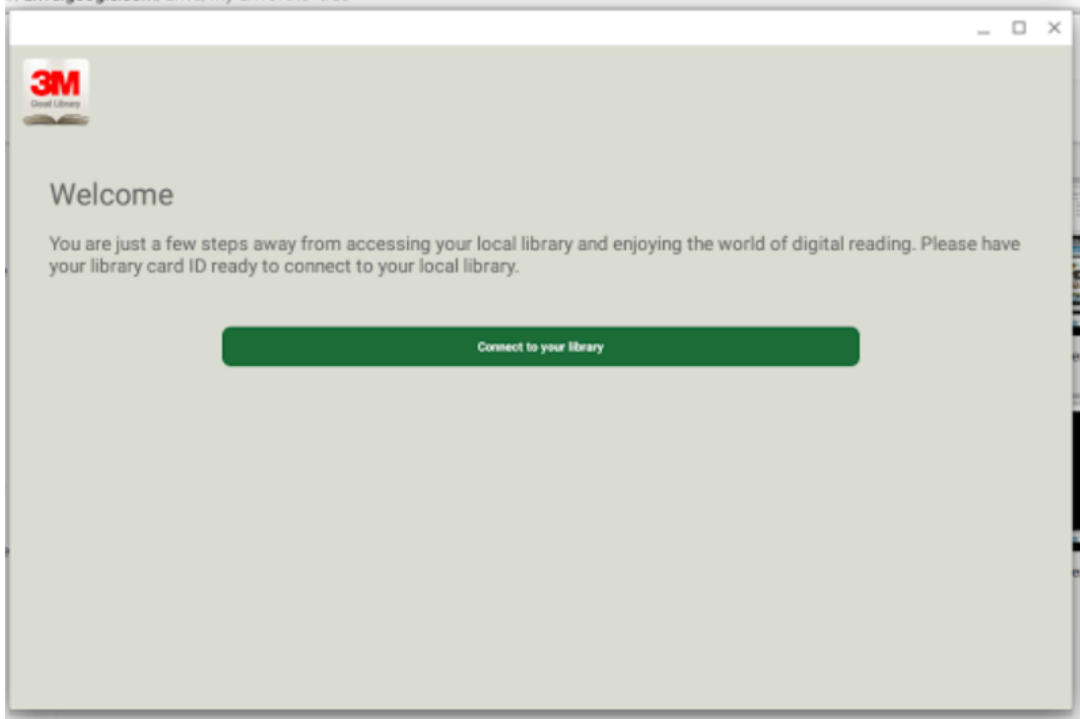 3M
Cloud Library
Welcome
You are just a few steps away from accessing your local library and enjoying the world of digital reading. Please have
your library card ID ready to connect to your local library.
Connect to your library